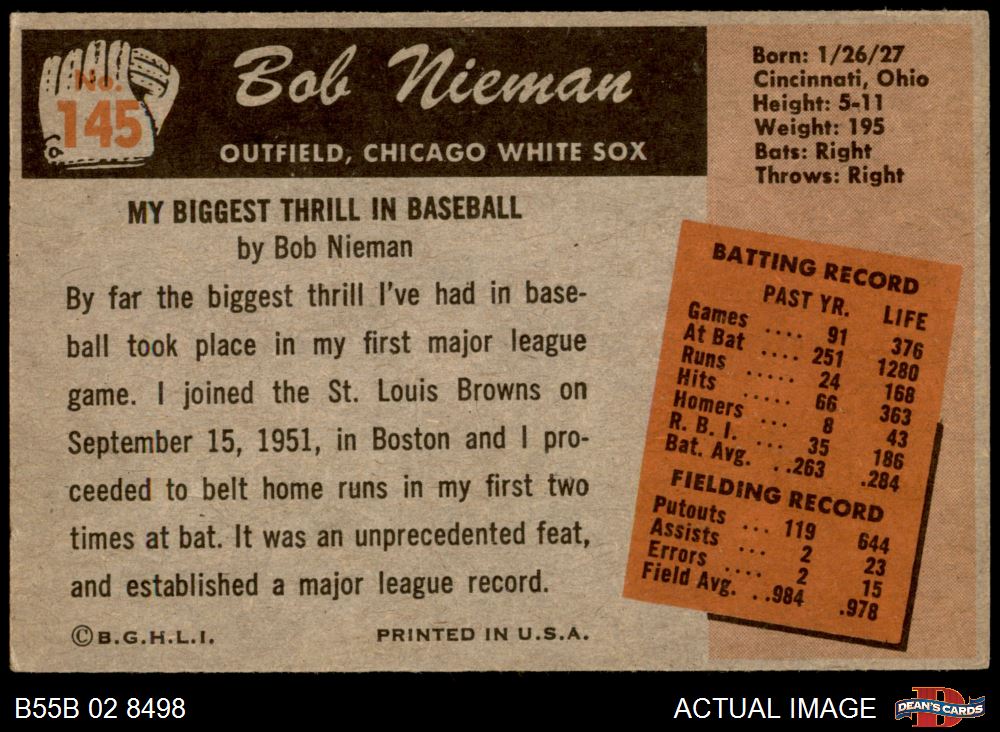 No.
145
Bob Nieman
OUTFIELD, CHICAGO WHITE SOX
Born: 1/26/27
Cincinnati, Ohio
Height: 5-11
Weight: 195
Bats: Right
Throws: Right
MY BIGGEST THRILL IN BASEBALL
by Bob Nieman
By far the biggest thrill I've had in base-
ball took place in my first major league
game. I joined the St. Louis Browns on
September 15, 1951, in Boston and I pro-
ceeded to belt home runs in my first two
times at bat. It was an unprecedented feat,
and established a major league record.
©B.G.H.L.I. PRINTED IN U.S.A.
BATTING RECORD
PAST YR. LIFE
Games .... 91 376
At Bat .... 251 1280
Runs ..... 24 168
Hits ..... 66 363
Homers ... 8 43
R. B. I. ... 35 186
Bat. Avg. ..263 .284
FIELDING RECORD
Putouts ... 119 644
Assists ... 2 23
Errors .... 2 15
Field Avg. ..984 .978
B55B 02 8498
ACTUAL IMAGE
D
DEAN'S CARDS